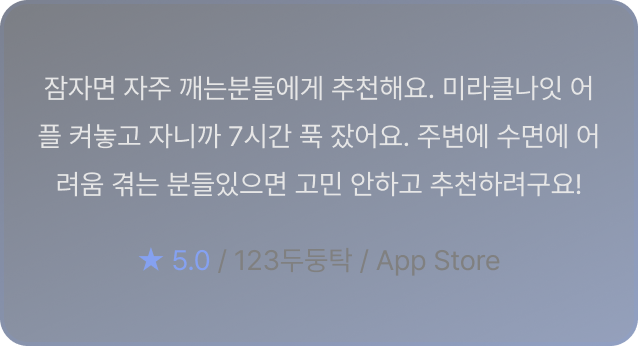 잠자면 자주 깨는분들에게 추천해요. 미라클나잇 어
플 켜놓고 자니까 7시간 푹 잤어요. 주변에 수면에 어
려움 겪는 분들있으면 고민 안하고 추천하려구요!
★ 5.0 / 123두둥탁 / App Store